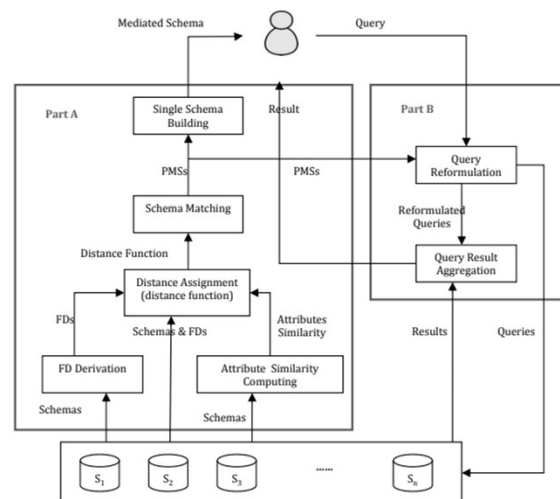 Mediated Schema
Query
Part A
Single Schema
Building
Result
Part B
PMSs
PMSs
Query
Reformulation
Schema Matching
Reformulated
Queries
Distance Function
Query Result
Aggregation
Distance Assignment
(distance function)
FDs
Schemas & FDs
Attributes
Similarity
Results
Queries
FD Derivation
Attribute Similarity
Computing
Schemas
Schemas
S1
S2
S3
......
Sn